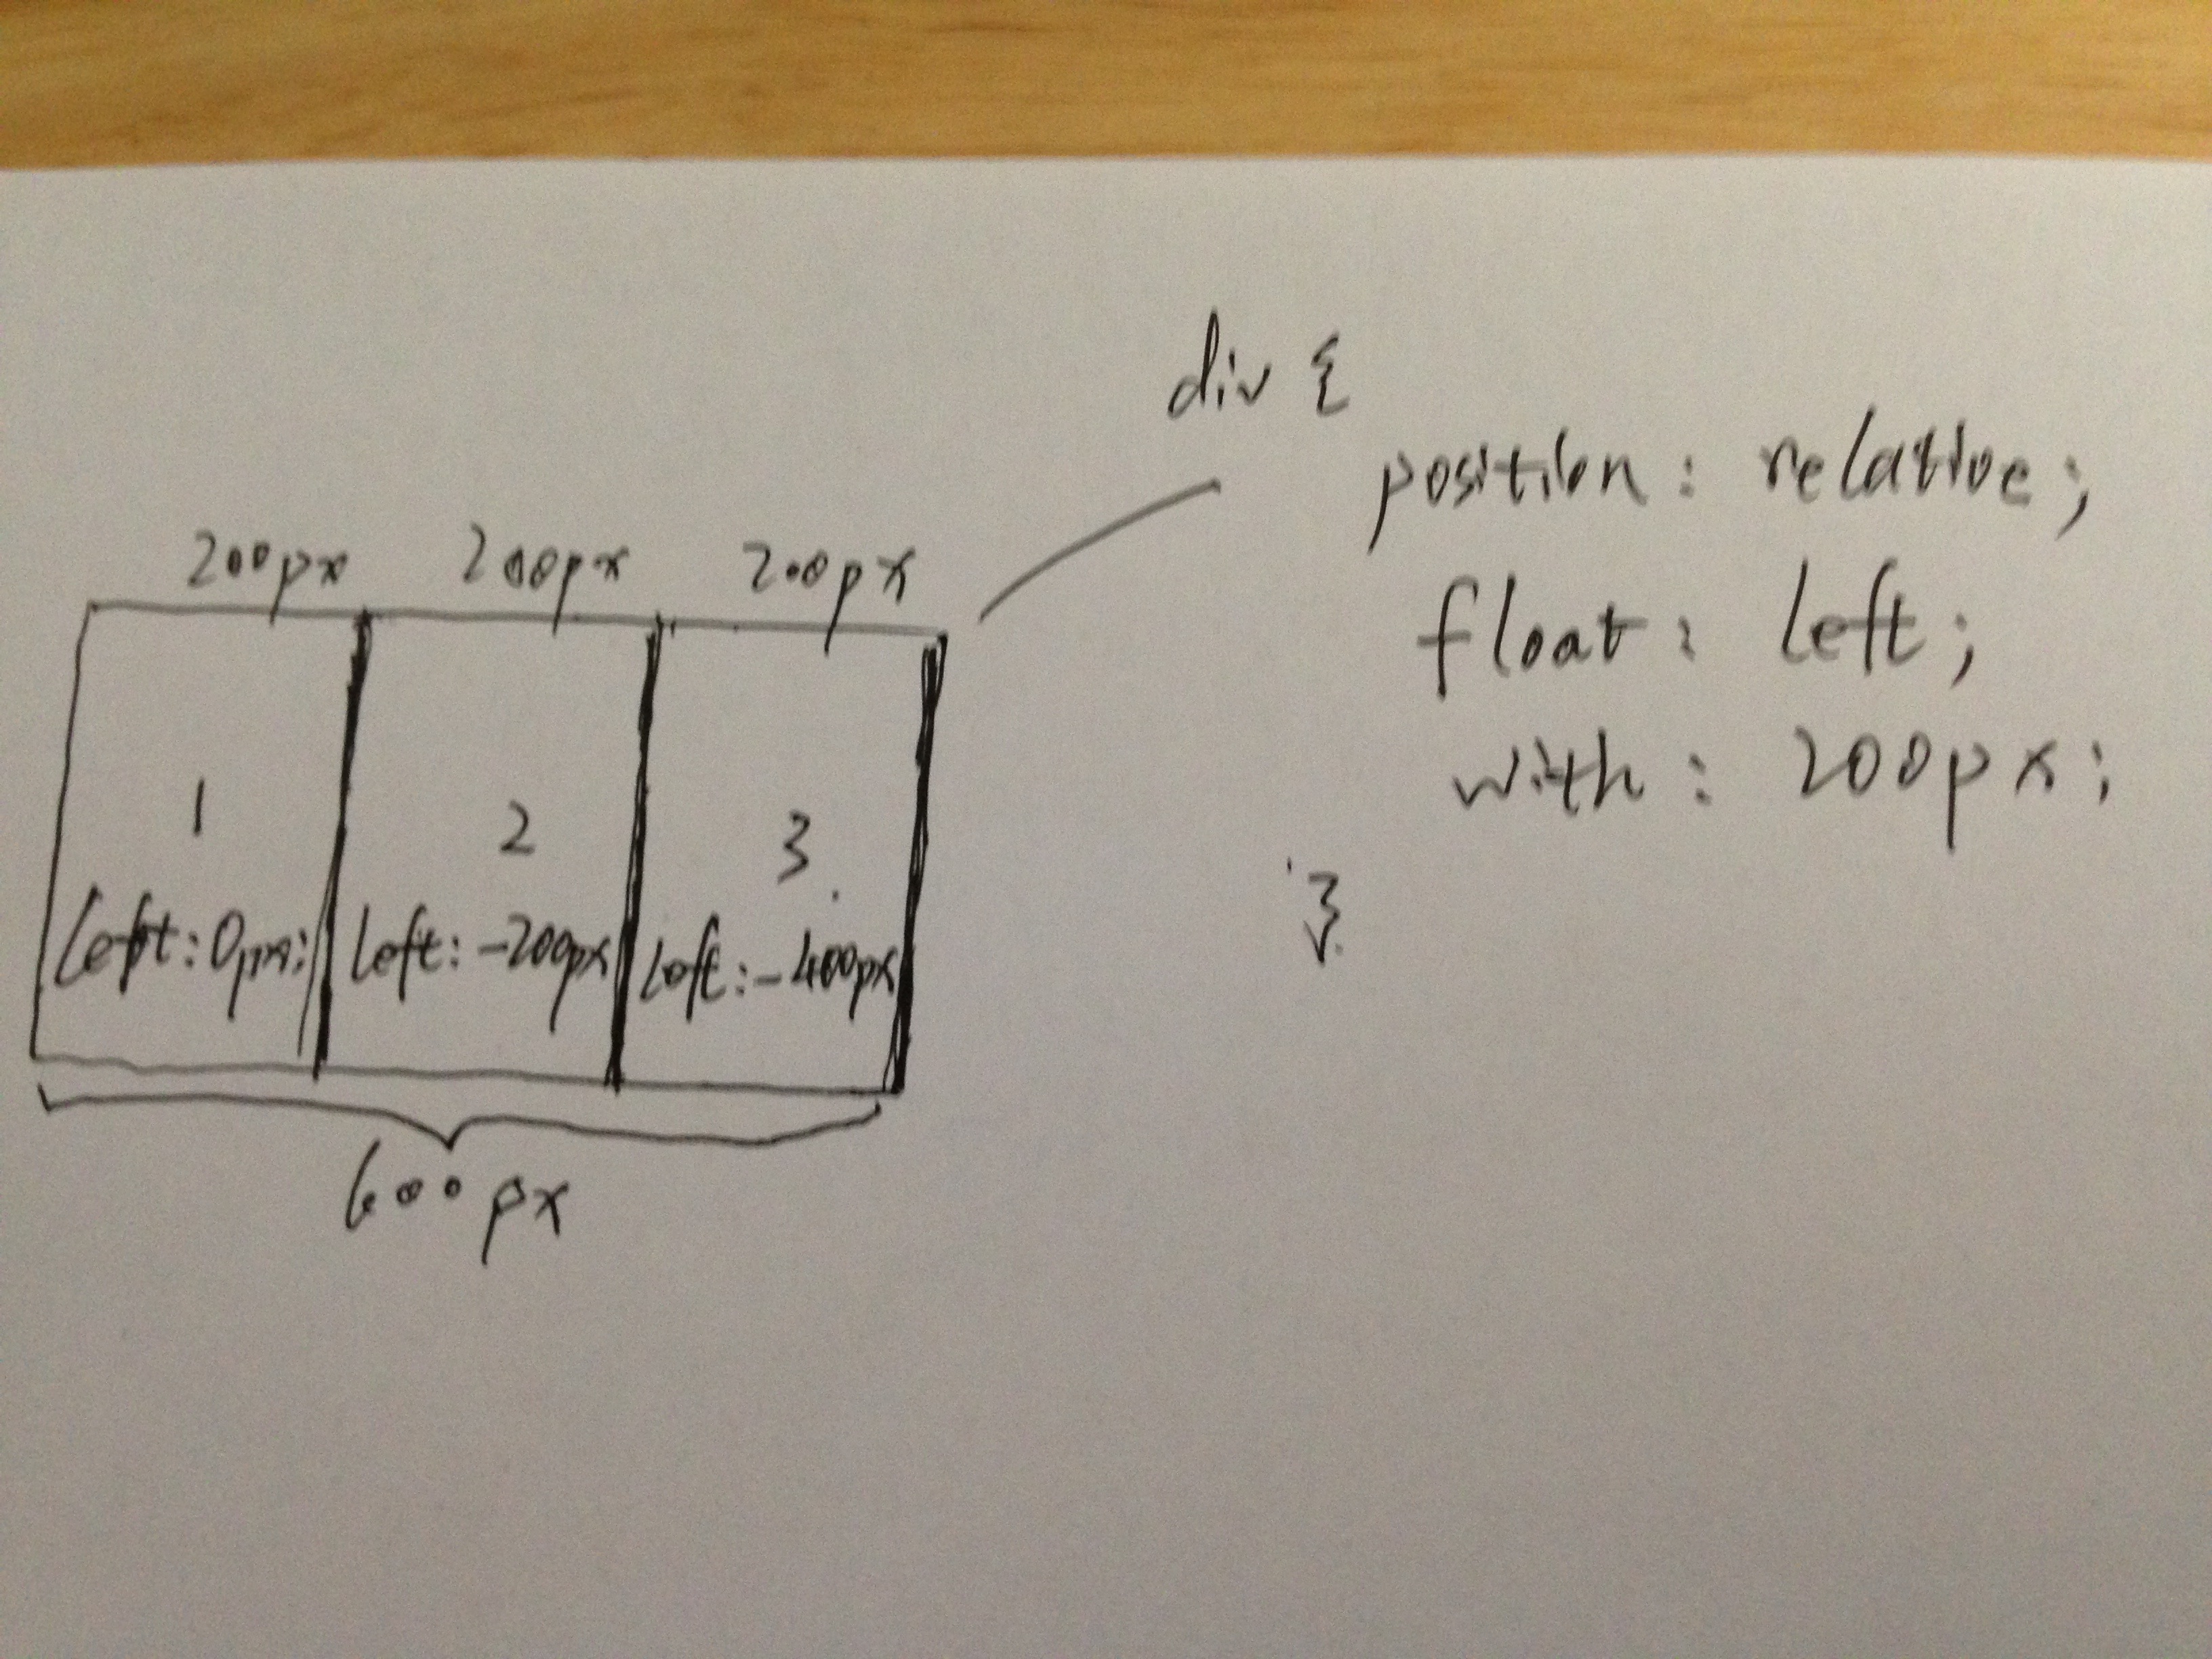 div {
position: relative;
float: left;
with: 200px;
}
200px 200px 200px
1 2 3
left: 0px; left: -200px left: -400px
600px